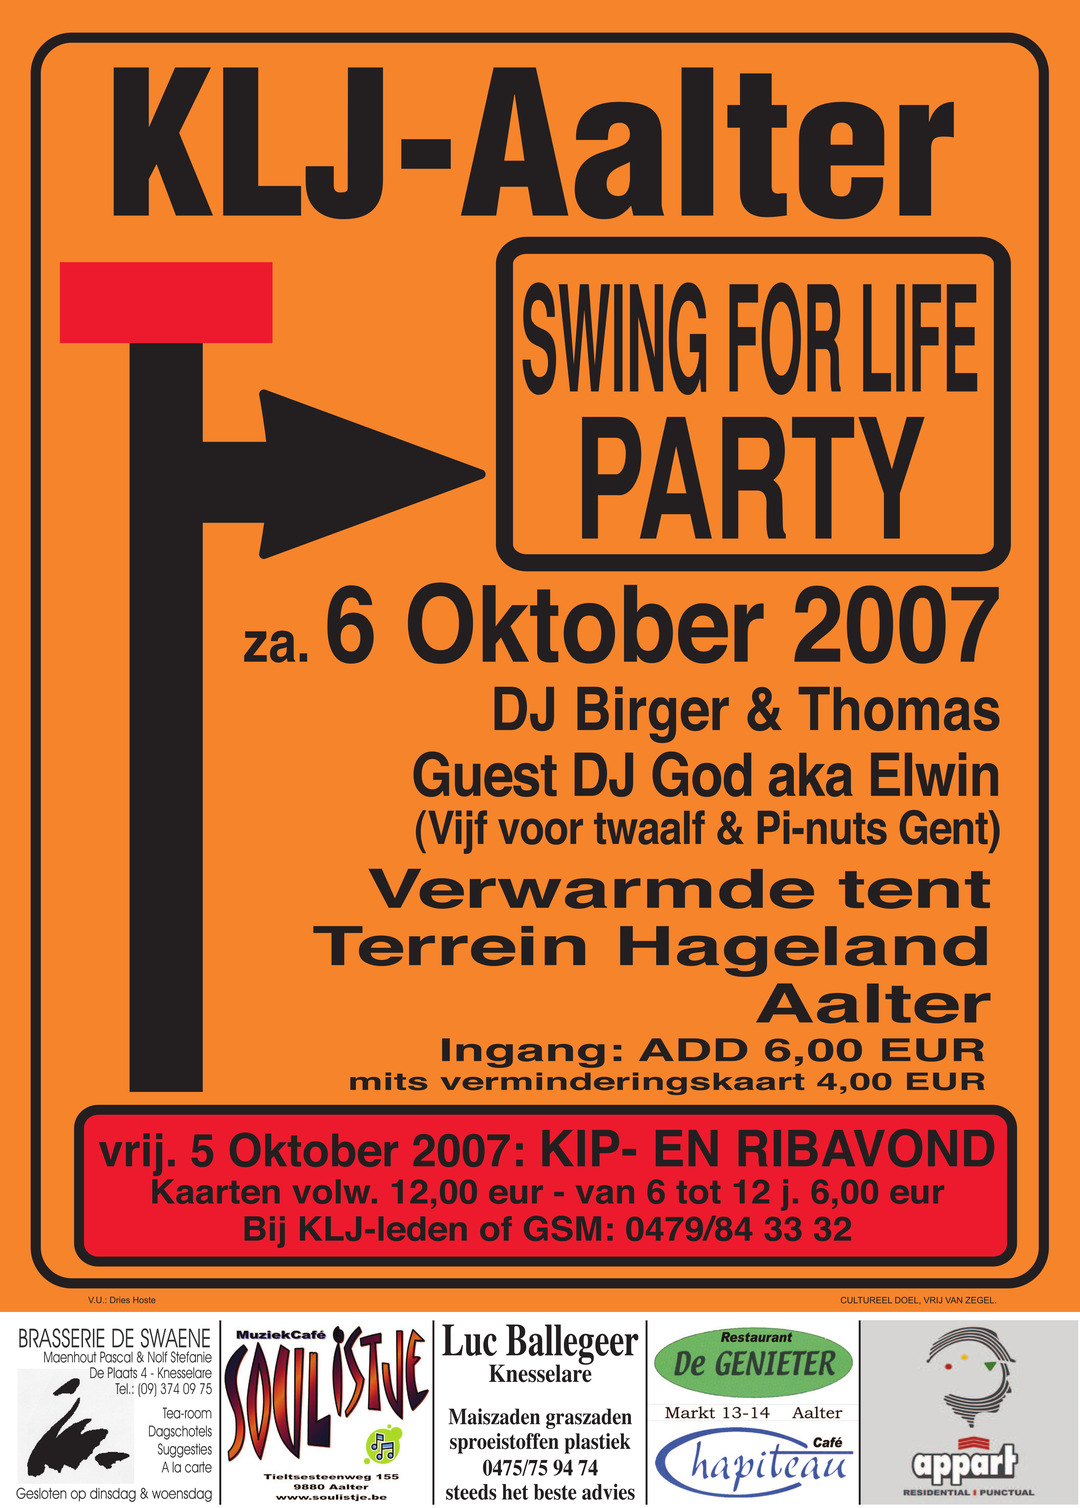 KLJ-Aalter
SWING FOR LIFE
PARTY
za. 6 Oktober 2007
DJ Birger & Thomas
Guest DJ God aka Elwin
(Vijf voor twaalf & Pi-nuts Gent)
Verwarmde tent
Terrein Hageland
Aalter
Ingang: ADD 6,00 EUR
mits verminderingskaart 4,00 EUR
vrij. 5 Oktober 2007: KIP- EN RIBAVOND
Kaarten volw. 12,00 eur - van 6 tot 12 j. 6,00 eur
Bij KLJ-leden of GSM: 0479/84 33 32
V.U.: Dries Hoste
CULTUREEL DOEL, VRIJ VAN ZEGEL.
BRASSERIE DE SWAENE
Maenhout Pascal & Nolf Stefanie
De Plaats 4 - Knesselare
Tel.: (09) 374 09 75
Tea-room
Dagschotels
Suggesties
A la carte
Gesloten op dinsdag & woensdag
MuziekCafé
SOULISTJE
Tieltsesteenweg 155
9880 Aalter
www.soulistje.be
Luc Ballegeer
Knesselare
Maiszaden graszaden
sproeistoffen plastiek
0475/75 94 74
steeds het beste advies
Restaurant
De GENIETER
Markt 13-14 Aalter
Café
Chapiteau
appart
RESIDENTIAL I PUNCTUAL